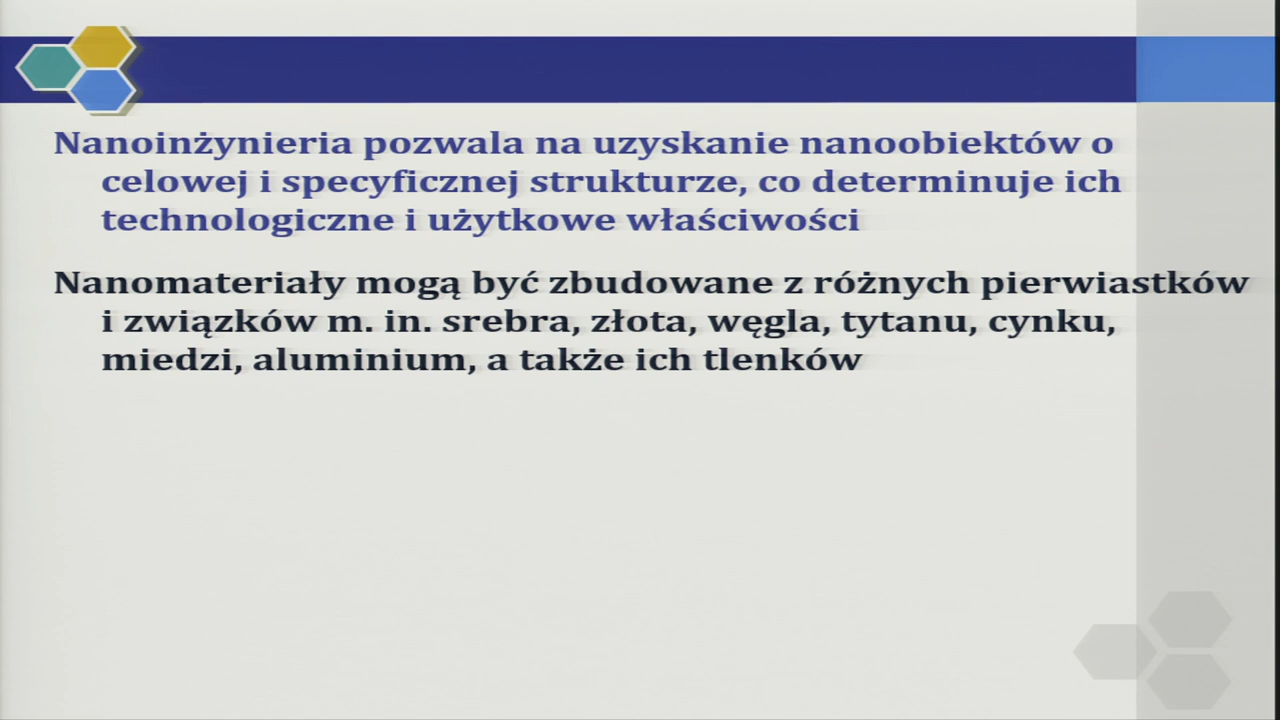 Nanoinżynieria pozwala na uzyskanie nanoobiektów o
celowej i specyficznej strukturze, co determinuje ich
technologiczne i użytkowe właściwości
Nanomateriały mogą być zbudowane z różnych pierwiastków
i związków m. in. srebra, złota, węgla, tytanu, cynku,
miedzi, aluminium, a także ich tlenków